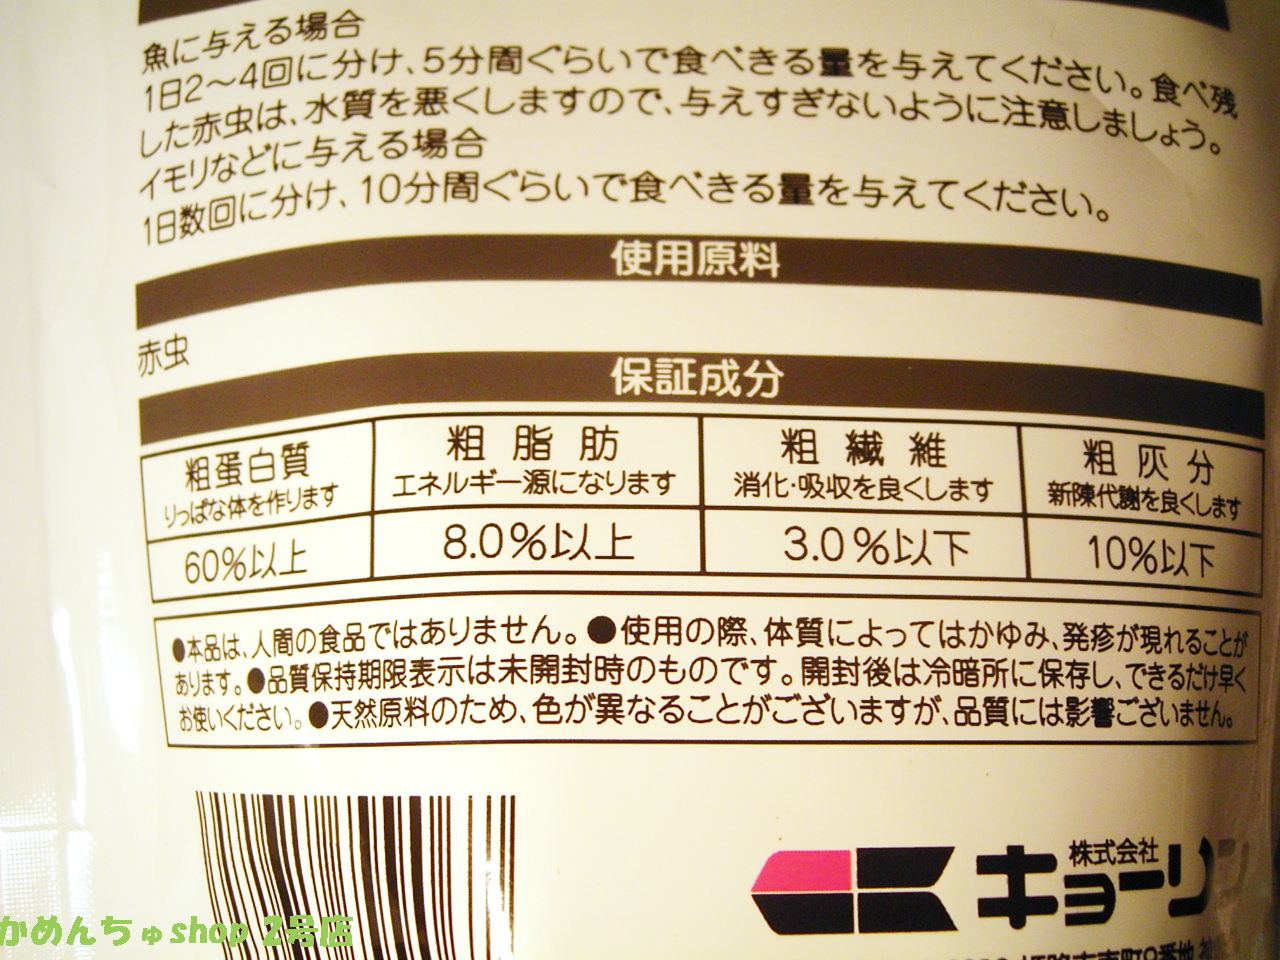 魚に与える場合
1日2〜4回に分け、5分間ぐらいで食べきる量を与えてください。食べ残
した赤虫は、水質を悪くしますので、与えすぎないように注意しましょう。
イモリなどに与える場合
1日数回に分け、10分間ぐらいで食べきる量を与えてください。
使用原料
赤虫
保証成分
粗蛋白質 粗脂肪 粗繊維 粗灰分
りっぱな体を作ります エネルギー源になります 消化・吸収を良くします 新陳代謝を良くします
60%以上 8.0%以上 3.0%以下 10%以下
●本品は、人間の食品ではありません。●使用の際、体質によってはかゆみ、発疹が現れることが
あります。●品質保持期限表示は未開封時のものです。開封後は冷暗所に保存し、できるだけ早く
お使いください。●天然原料のため、色が異なることがございますが、品質には影響ございません。
株式会社
キョーリン
かめんちゅshop 2号店